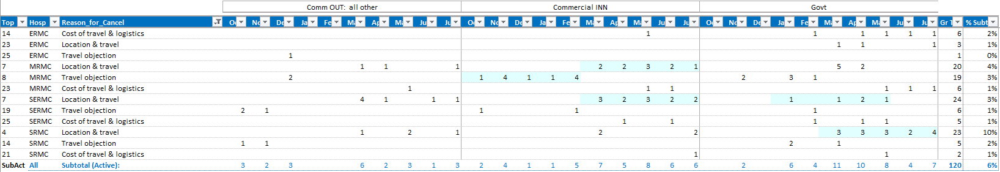 Comm OUT:  all other Commercial INN Govt
Top Hosp Reason_for_Cancel Oc No De Ja Fe Ma Ap Ma Ju Ju Oc No De Ja Fe Ma Ap Ma Ju Ju Oc No De Ja Fe Ma Ap Ma Ju Ju Gr T % Subt
14 ERMC Cost of travel & logistics 1 1 1 1 1 1 6 2%
23 ERMC Location & travel 1 1 1 3 1%
25 ERMC Travel objection 1 1 0%
7 MRMC Location & travel 1 1 1 2 2 3 2 1 5 2 20 4%
8 MRMC Travel objection 2 1 4 1 1 4 2 3 1 19 3%
23 MRMC Cost of travel & logistics 1 1 1 1 1 1 6 1%
7 SERMC Location & travel 4 1 1 1 3 2 3 2 2 1 1 2 1 24 3%
19 SERMC Travel objection 2 1 1 1 1 6 1%
25 SERMC Cost of travel & logistics 1 1 1 1 1 5 1%
4 SRMC Location & travel 1 2 1 2 2 3 3 3 2 4 23 10%
14 SRMC Travel objection 1 1 2 1 5 2%
21 SRMC Cost of travel & logistics 1 1 2 1%
SubAct All Subtotal (Active): 3 2 3 6 2 3 1 3 2 4 1 1 5 7 5 8 6 6 2 6 4 11 10 8 4 7 120 6%